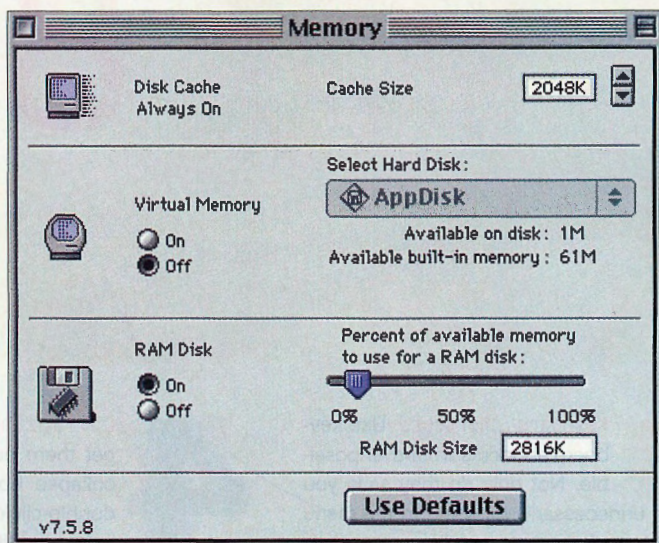 Memory
Disk Cache
Always On
Cache Size
2048K
Select Hard Disk:
AppDisk
Virtual Memory
On
Off
Available on disk: 1M
Available built-in memory: 61M
RAM Disk
On
Off
Percent of available memory
to use for a RAM disk:
0% 50% 100%
RAM Disk Size 2816K
Use Defaults
v7.5.8